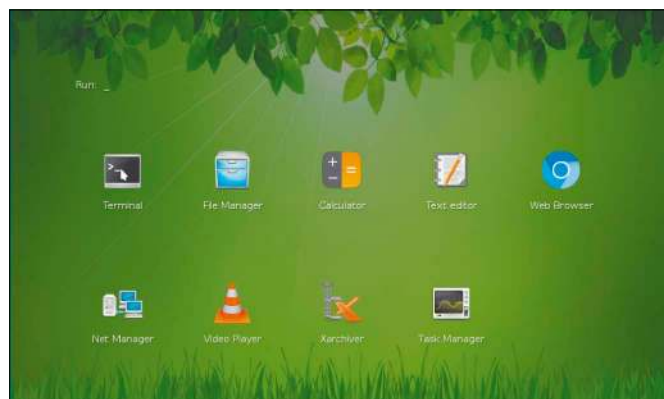 Run: _
Terminal
File Manager
Calculator
Text editor
Web Browser
Net Manager
Video Player
Xarchiver
Task Manager